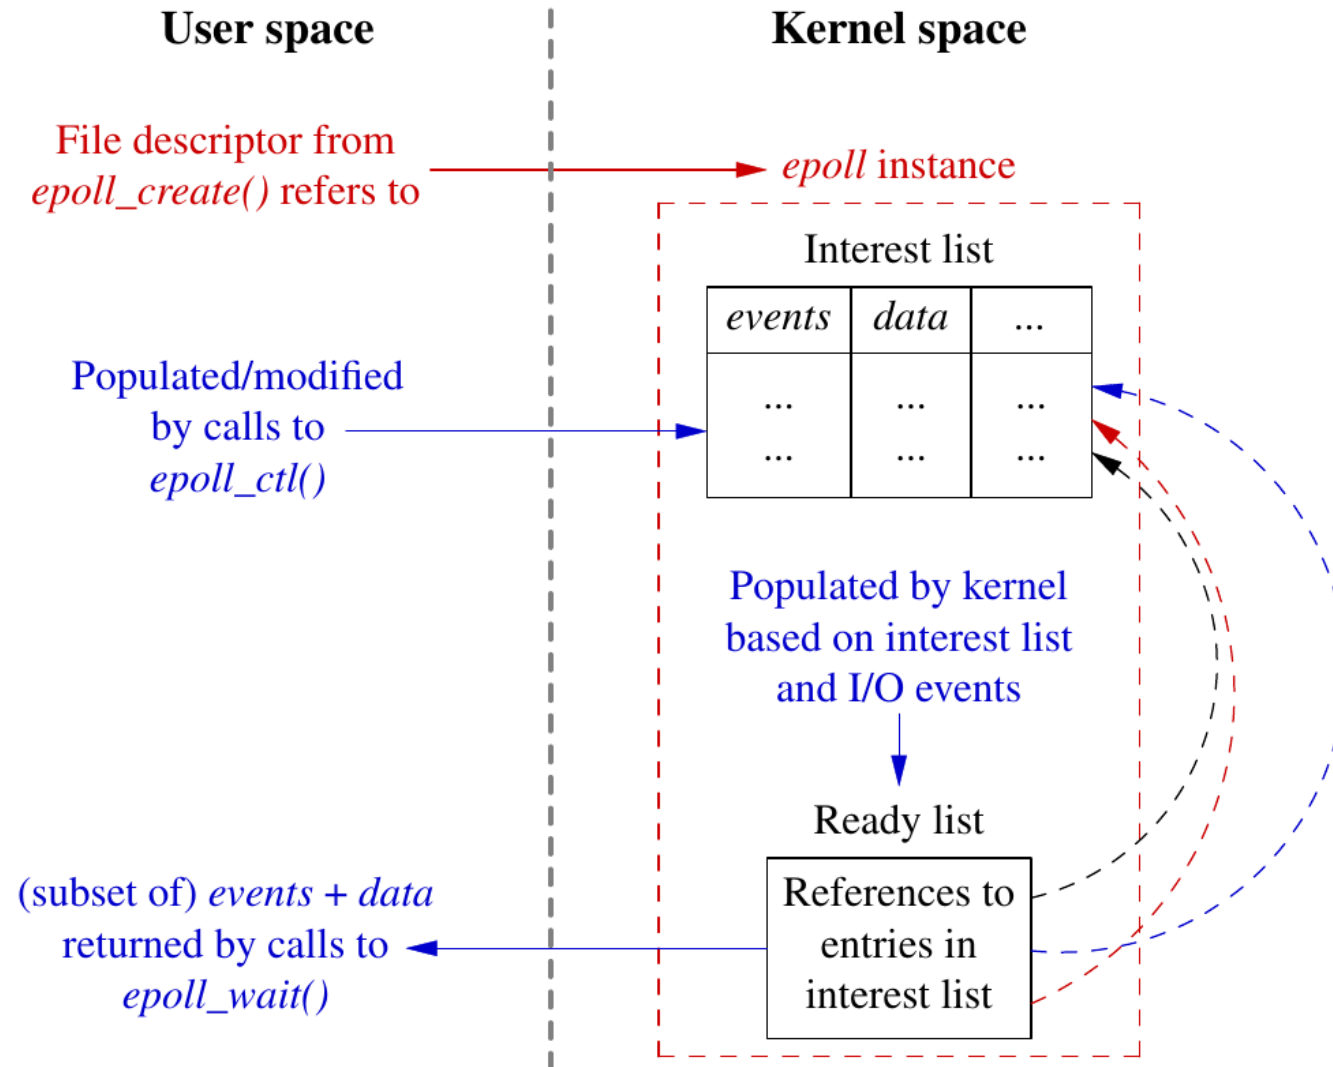 User space
Kernel space
File descriptor from
epoll_create() refers to
epoll instance
Interest list
events data ...
Populated/modified
by calls to
epoll_ctl()
... ... ...
... ... ...
Populated by kernel
based on interest list
and I/O events
Ready list
(subset of) events + data
returned by calls to
epoll_wait()
References to
entries in
interest list